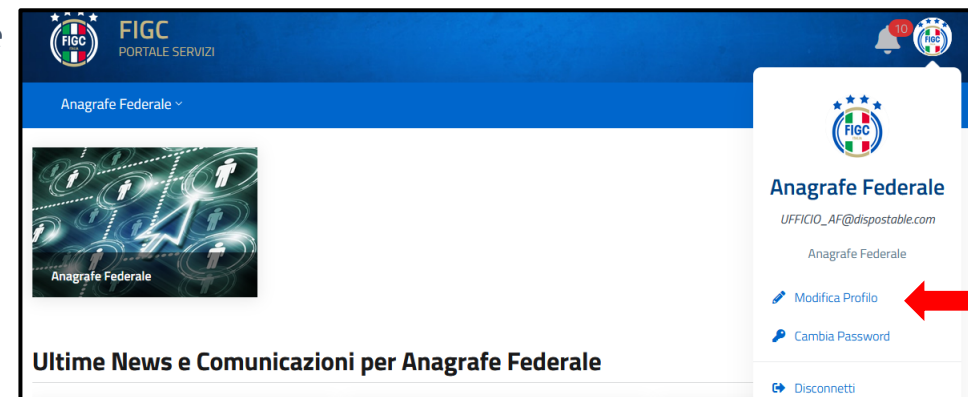 FIGC
FIGC
PORTALE SERVIZI
10
FIGC
Anagrafe Federale
FIGC
Anagrafe Federale
UFFICIO_AF@dispostable.com
Anagrafe Federale
Anagrafe Federale
Modifica Profilo
Cambia Password
Ultime News e Comunicazioni per Anagrafe Federale
Disconnetti